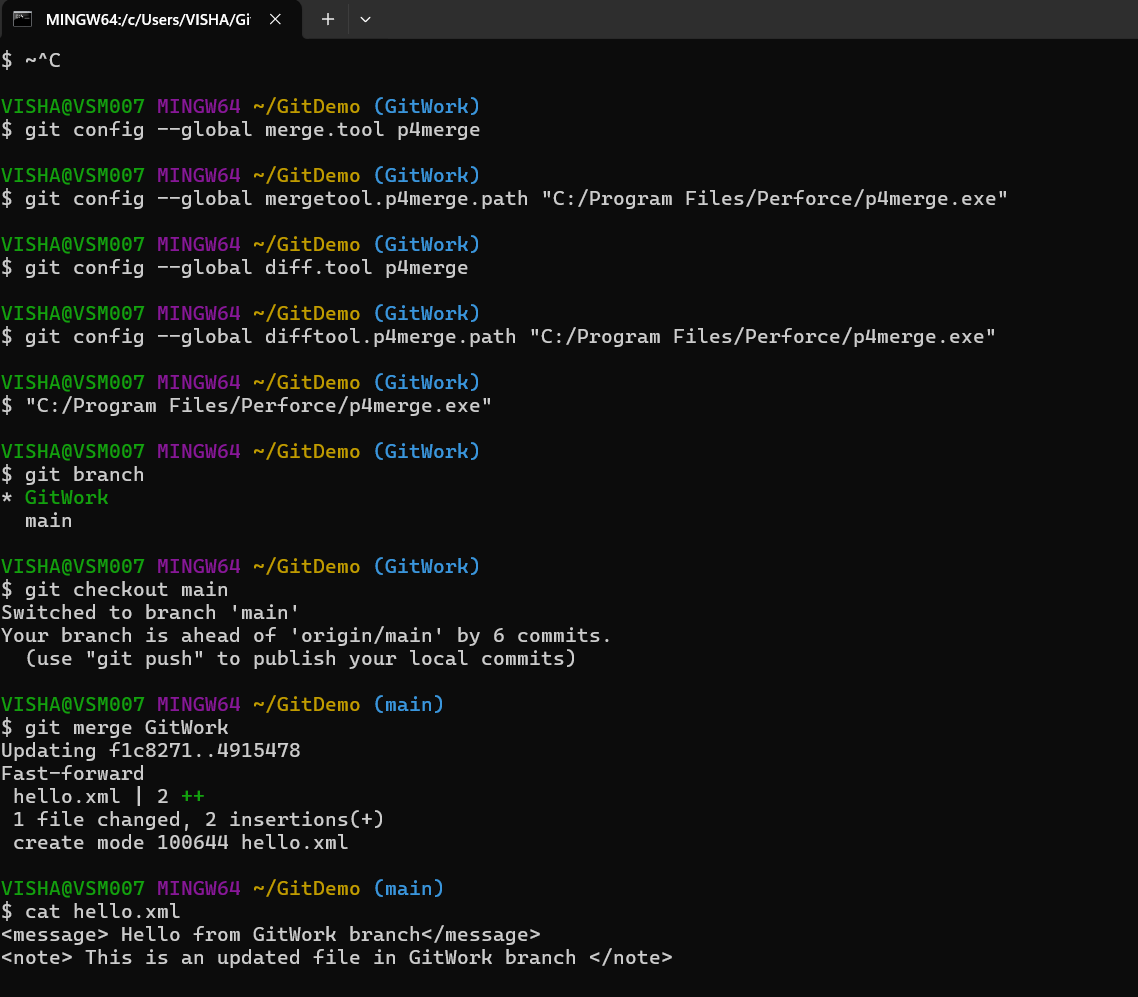 MINGW64:/c/Users/VISHA/Gi
$ ~^C
VISHA@VSM007 MINGW64 ~/GitDemo (GitWork)
$ git config --global merge.tool p4merge
VISHA@VSM007 MINGW64 ~/GitDemo (GitWork)
$ git config --global mergetool.p4merge.path "C:/Program Files/Perforce/p4merge.exe"
VISHA@VSM007 MINGW64 ~/GitDemo (GitWork)
$ git config --global diff.tool p4merge
VISHA@VSM007 MINGW64 ~/GitDemo (GitWork)
$ git config --global difftool.p4merge.path "C:/Program Files/Perforce/p4merge.exe"
VISHA@VSM007 MINGW64 ~/GitDemo (GitWork)
$ "C:/Program Files/Perforce/p4merge.exe"
VISHA@VSM007 MINGW64 ~/GitDemo (GitWork)
$ git branch
* GitWork
  main
VISHA@VSM007 MINGW64 ~/GitDemo (GitWork)
$ git checkout main
Switched to branch 'main'
Your branch is ahead of 'origin/main' by 6 commits.
  (use "git push" to publish your local commits)
VISHA@VSM007 MINGW64 ~/GitDemo (main)
$ git merge GitWork
Updating f1c8271..4915478
Fast-forward
 hello.xml | 2 ++
 1 file changed, 2 insertions(+)
 create mode 100644 hello.xml
VISHA@VSM007 MINGW64 ~/GitDemo (main)
$ cat hello.xml
<message> Hello from GitWork branch</message>
<note> This is an updated file in GitWork branch </note>